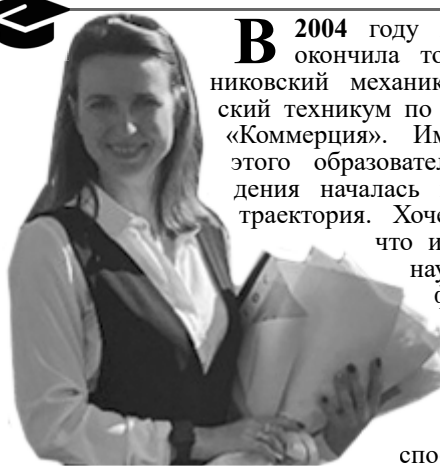 В 2004 году
окончила то
никовский механик
ский техникум по
«Коммерция». Им
этого образовател
дения началась
траектория. Хоче
что и
нау
ф
спо